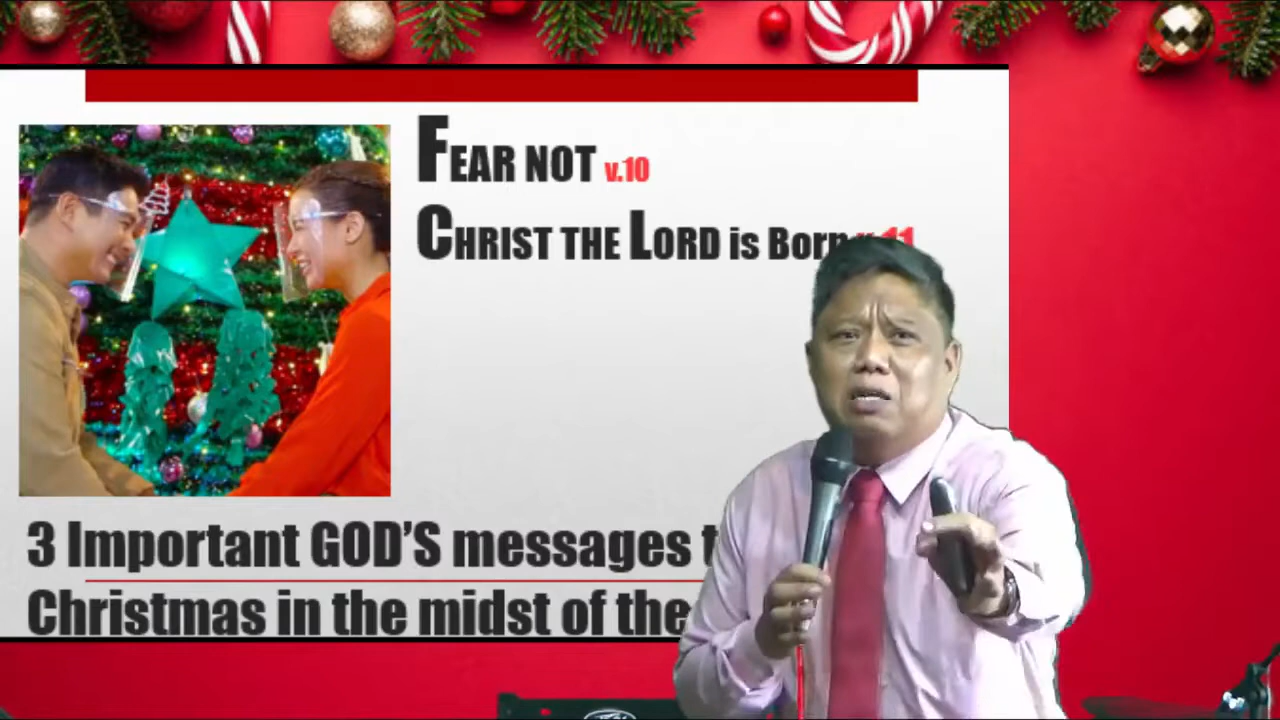 FEAR NOT v.10
CHRIST THE LORD is Born
3 Important GOD'S messages
Christmas in the midst of the